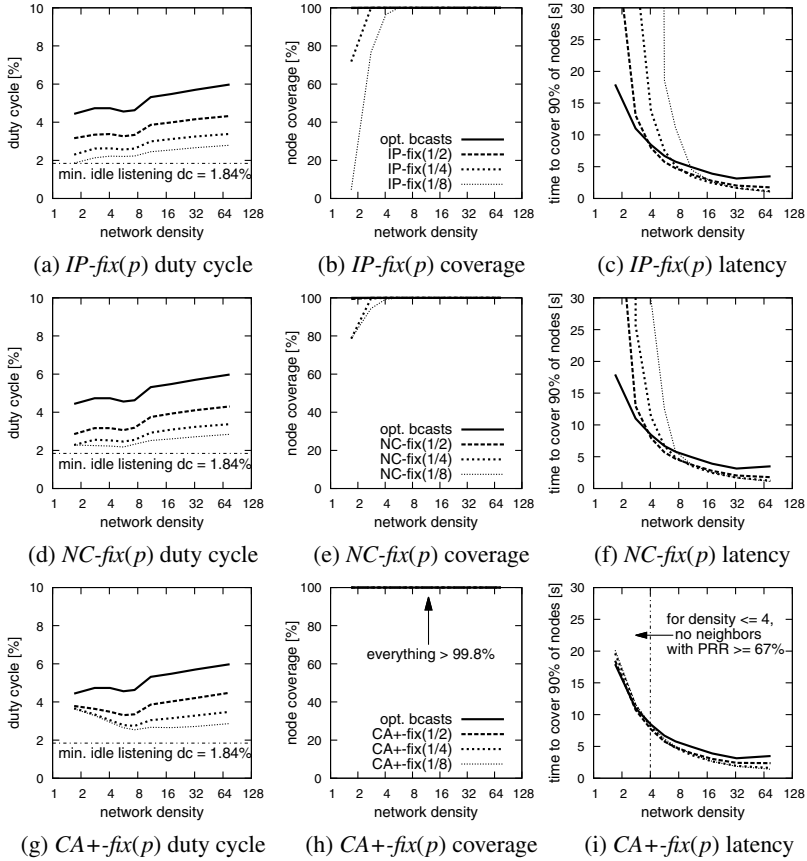 duty cycle [%]
10
8
6
4
2
0
min. idle listening dc = 1.84%
1 2 4 8 16 32 64 128
network density
(a) IP-fix(p) duty cycle
node coverage [%]
100
80
60
40
20
0
opt. bcasts
IP-fix(1/2)
IP-fix(1/4)
IP-fix(1/8)
1 2 4 8 16 32 64 128
network density
(b) IP-fix(p) coverage
time to cover 90% of nodes [s]
30
25
20
15
10
5
0
1 2 4 8 16 32 64 128
network density
(c) IP-fix(p) latency
duty cycle [%]
10
8
6
4
2
0
min. idle listening dc = 1.84%
1 2 4 8 16 32 64 128
network density
(d) NC-fix(p) duty cycle
node coverage [%]
100
80
60
40
20
0
opt. bcasts
NC-fix(1/2)
NC-fix(1/4)
NC-fix(1/8)
1 2 4 8 16 32 64 128
network density
(e) NC-fix(p) coverage
time to cover 90% of nodes [s]
30
25
20
15
10
5
0
1 2 4 8 16 32 64 128
network density
(f) NC-fix(p) latency
duty cycle [%]
10
8
6
4
2
0
min. idle listening dc = 1.84%
1 2 4 8 16 32 64 128
network density
(g) CA+-fix(p) duty cycle
node coverage [%]
100
80
60
40
20
0
everything > 99.8%
opt. bcasts
CA+-fix(1/2)
CA+-fix(1/4)
CA+-fix(1/8)
1 2 4 8 16 32 64 128
network density
(h) CA+-fix(p) coverage
time to cover 90% of nodes [s]
30
25
20
15
10
5
0
for density <= 4,
no neighbors
with PRR >= 67%
1 2 4 8 16 32 64 128
network density
(i) CA+-fix(p) latency